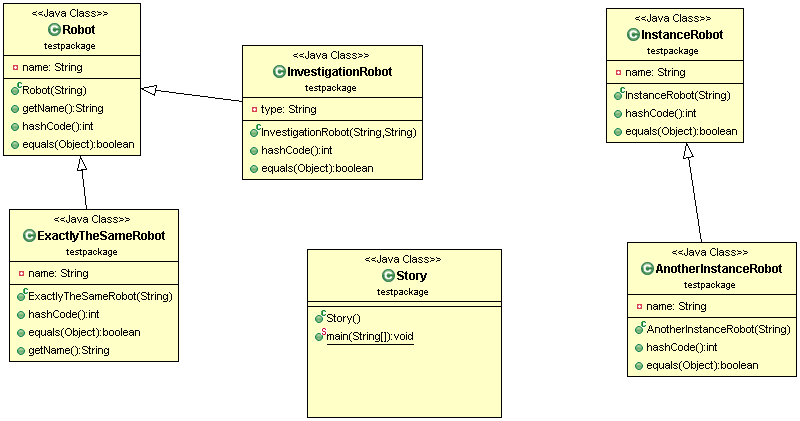 <<Java Class>>
Robot
testpackage
name: String
Robot(String)
getName():String
hashCode():int
equals(Object):boolean
<<Java Class>>
InvestigationRobot
testpackage
type: String
InvestigationRobot(String,String)
hashCode():int
equals(Object):boolean
<<Java Class>>
InstanceRobot
testpackage
name: String
InstanceRobot(String)
hashCode():int
equals(Object):boolean
<<Java Class>>
ExactlyTheSameRobot
testpackage
name: String
ExactlyTheSameRobot(String)
hashCode():int
equals(Object):boolean
getName():String
<<Java Class>>
Story
testpackage
Story()
main(String[]):void
<<Java Class>>
AnotherInstanceRobot
testpackage
name: String
AnotherInstanceRobot(String)
hashCode():int
equals(Object):boolean